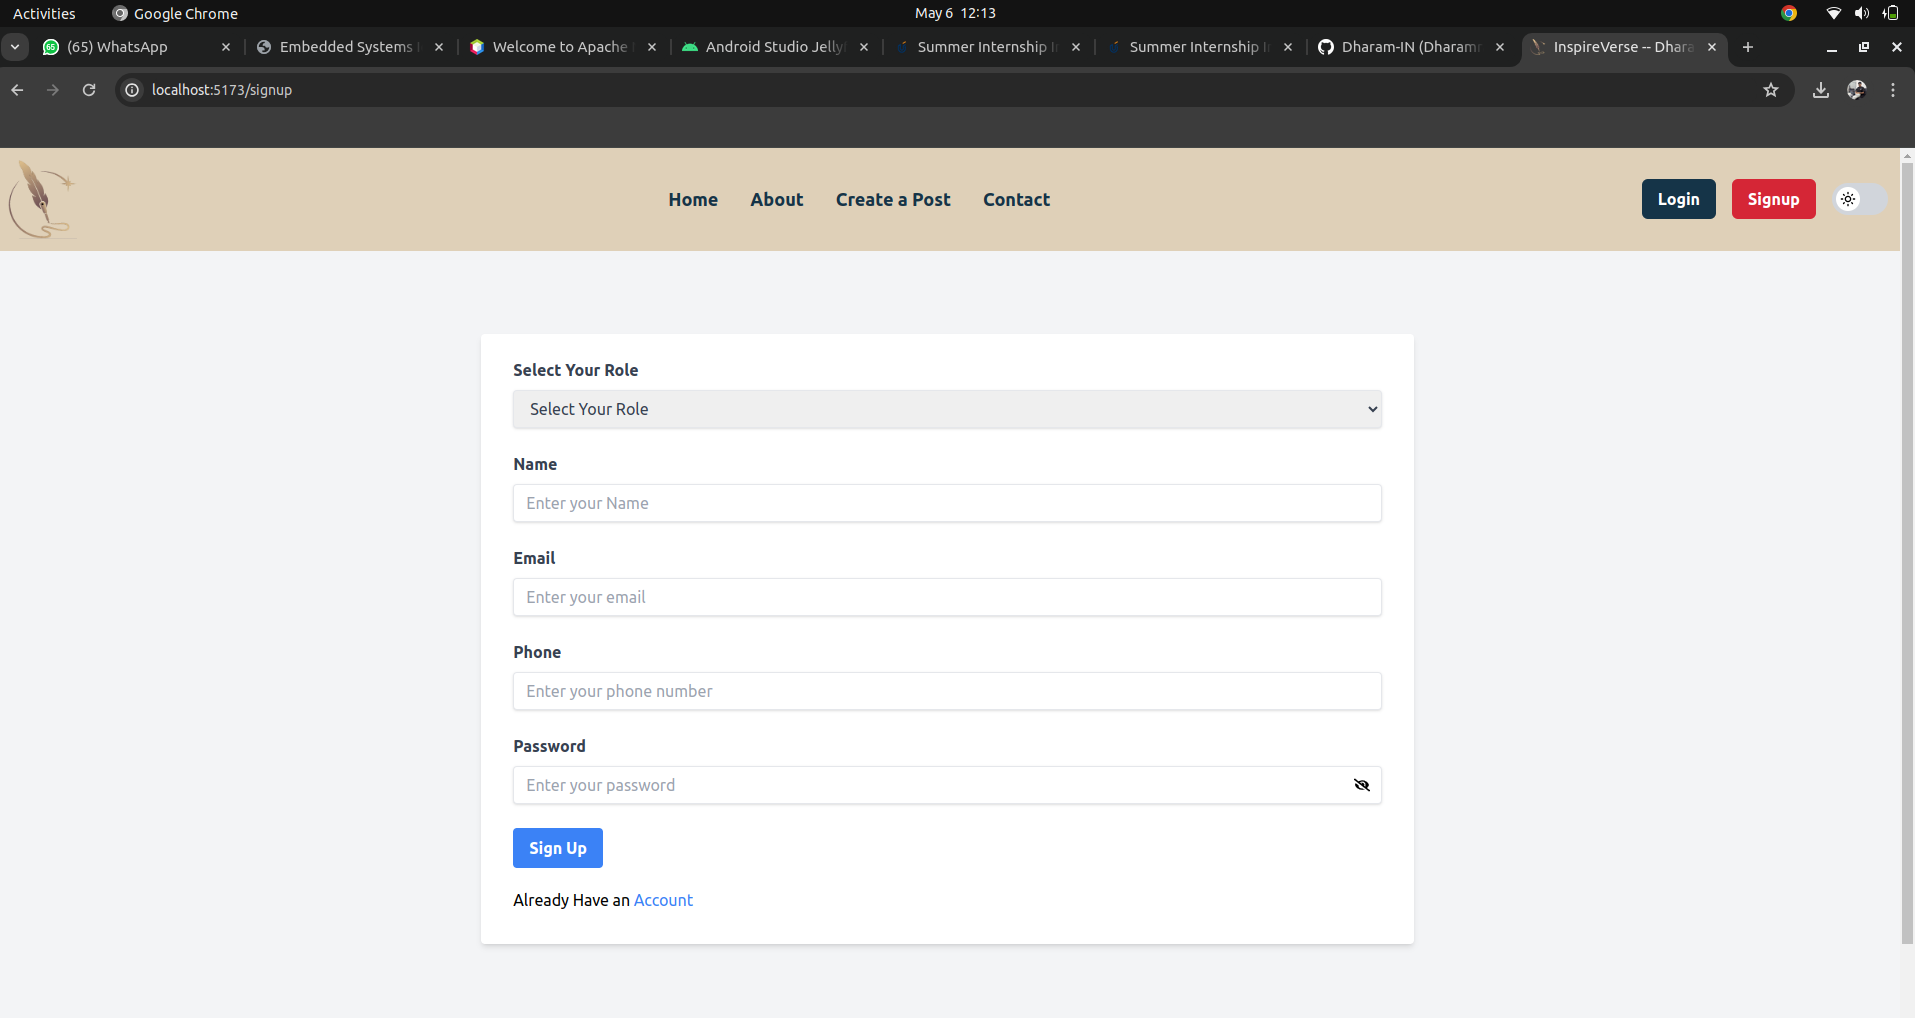 Activities Google Chrome May 6 12:13
(65) WhatsApp Embedded Systems Welcome to Apache Android Studio Jelly Summer Internship Summer Internship Dharam-IN InspireVerse -- Dhara
localhost:5173/signup
Home About Create a Post Contact Login Signup
Select Your Role
Select Your Role
Name
Enter your Name
Email
Enter your email
Phone
Enter your phone number
Password
Enter your password
Sign Up
Already Have an Account